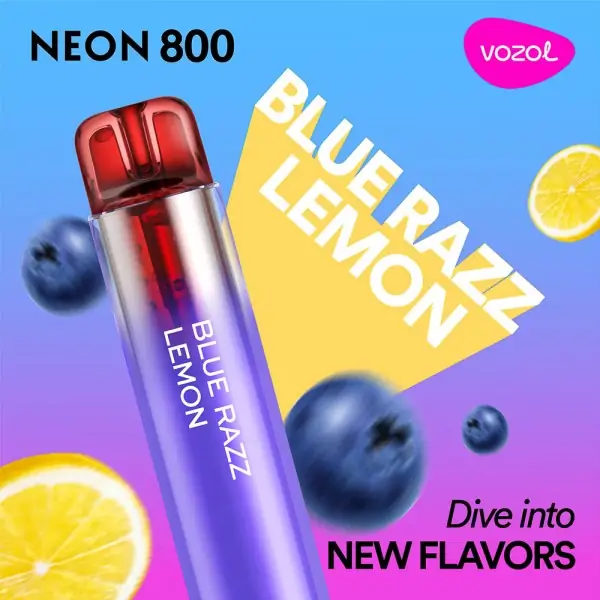 NEON 800
VOZOL
BLUE RAZZ
LEMON
BLUE RAZZ
LEMON
Dive into
NEW FLAVORS